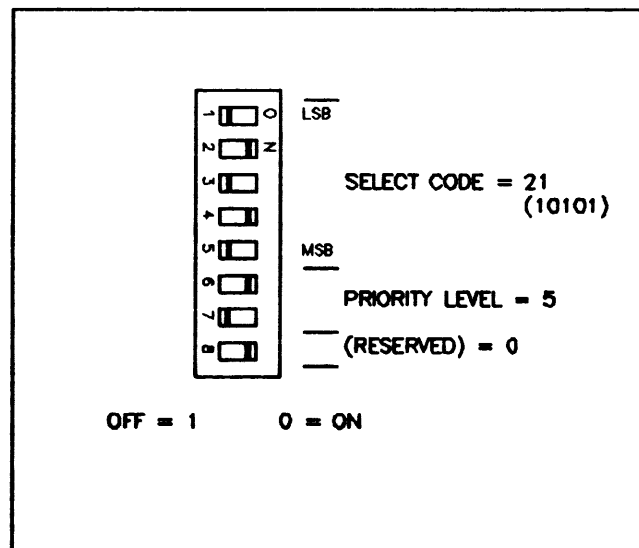 1 O LSB
2 N
3
SELECT CODE = 21
4 (10101)
5 MSB
6
PRIORITY LEVEL = 5
7
8 (RESERVED) = 0
OFF = 1 0 = ON